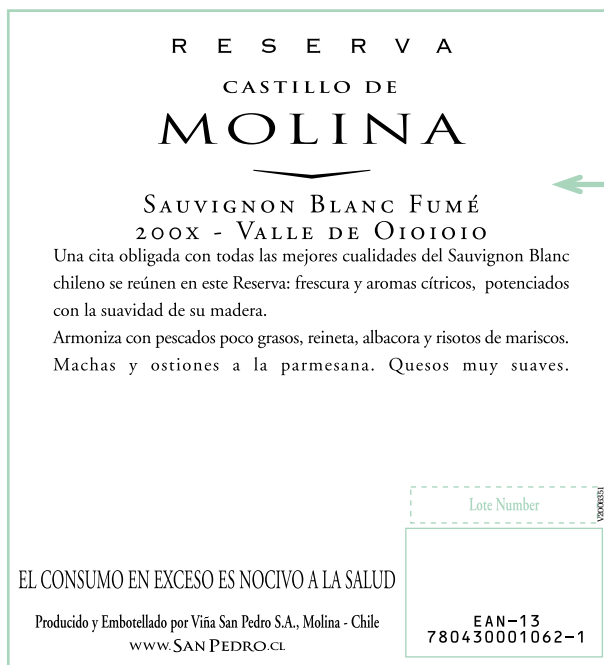 RESERVA
CASTILLO DE
MOLINA
SAUVIGNON BLANC FUMÉ
200X - VALLE DE OIOIOIO
Una cita obligada con todas las mejores cualidades del Sauvignon Blanc
chileno se reúnen en este Reserva: frescura y aromas cítricos, potenciados
con la suavidad de su madera.
Armoniza con pescados poco grasos, reineta, albacora y risotos de mariscos.
Machas y ostiones a la parmesana. Quesos muy suaves.
Lote Number
V2006351
EL CONSUMO EN EXCESO ES NOCIVO A LA SALUD
Producido y Embotellado por Viña San Pedro S.A., Molina - Chile
WWW.SAN PEDRO.CL
EAN-13
780430001062-1